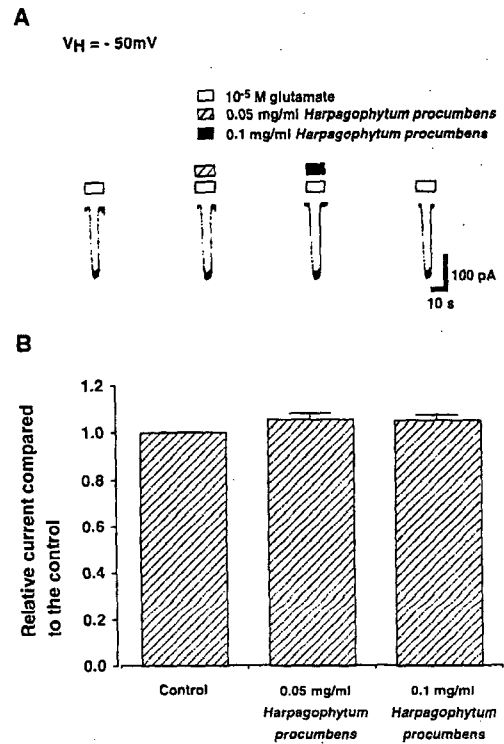 A
V_H = - 50mV
10⁻⁵ M glutamate
0.05 mg/ml Harpagophytum procumbens
0.1 mg/ml Harpagophytum procumbens
100 pA
10 s
B
Relative current compared
to the control
1.2
1.0
0.8
0.6
0.4
0.2
0.0
Control
0.05 mg/ml
Harpagophytum
procumbens
0.1 mg/ml
Harpagophytum
procumbens